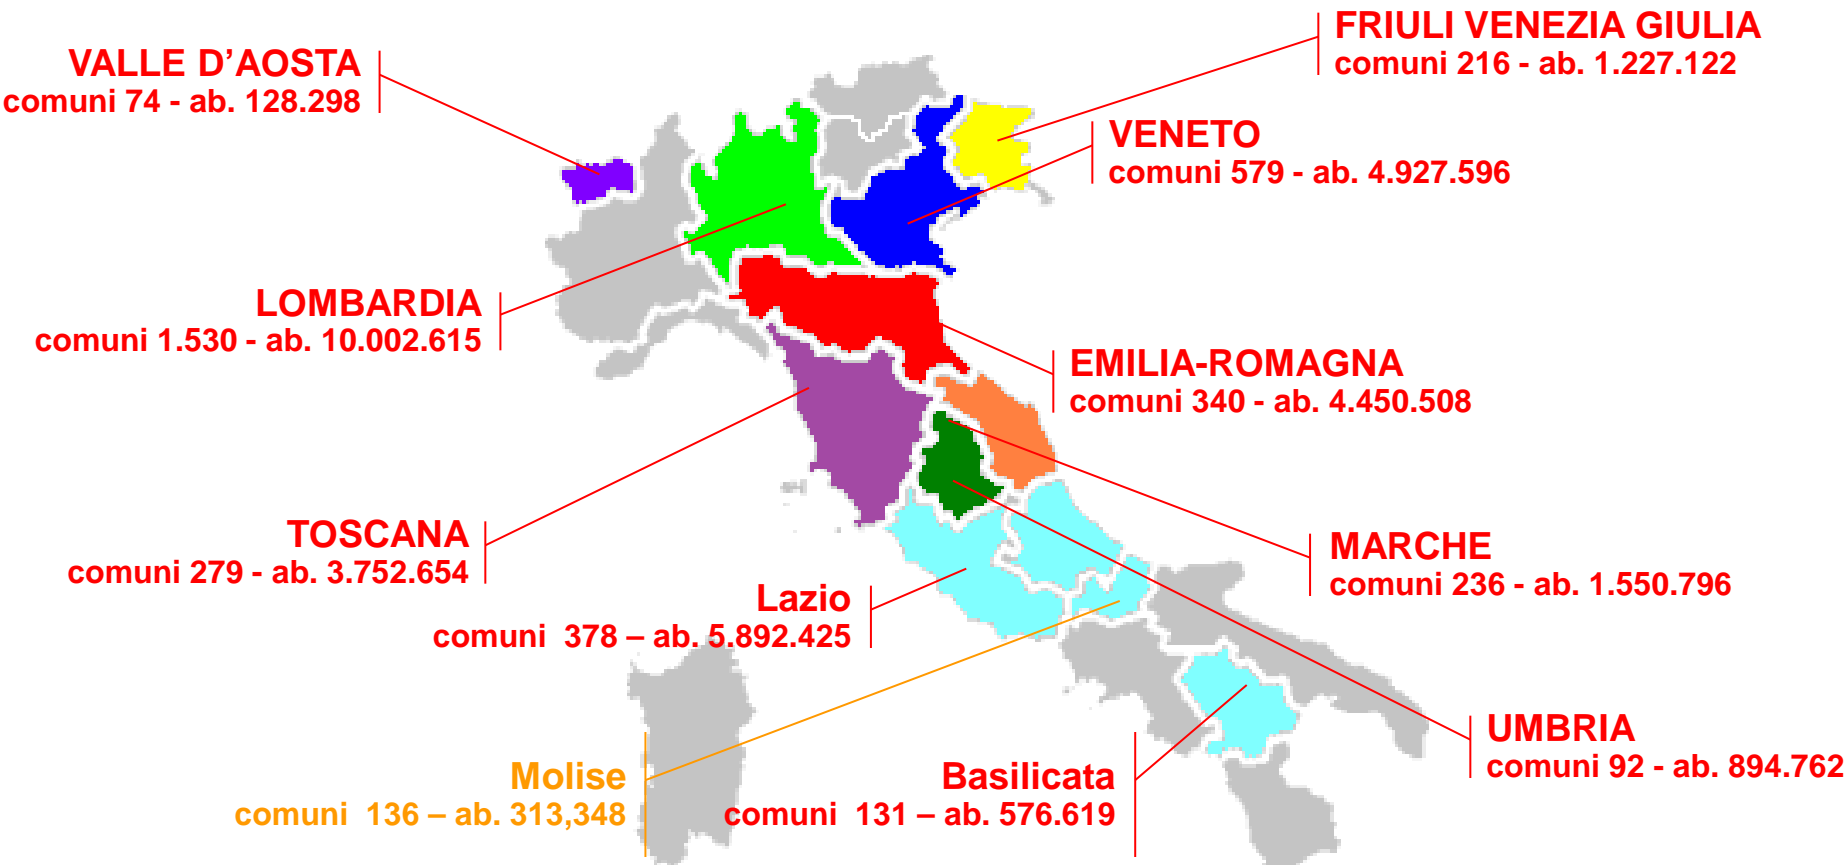 FRIULI VENEZIA GIULIA
comuni 216 - ab. 1.227.122
VALLE D’AOSTA
comuni 74 - ab. 128.298
VENETO
comuni 579 - ab. 4.927.596
LOMBARDIA
comuni 1.530 - ab. 10.002.615
EMILIA-ROMAGNA
comuni 340 - ab. 4.450.508
TOSCANA
comuni 279 - ab. 3.752.654
MARCHE
comuni 236 - ab. 1.550.796
Lazio
comuni  378 – ab. 5.892.425
UMBRIA
comuni 92 - ab. 894.762
Molise
comuni  136 – ab. 313,348
Basilicata
comuni  131 – ab. 576.619